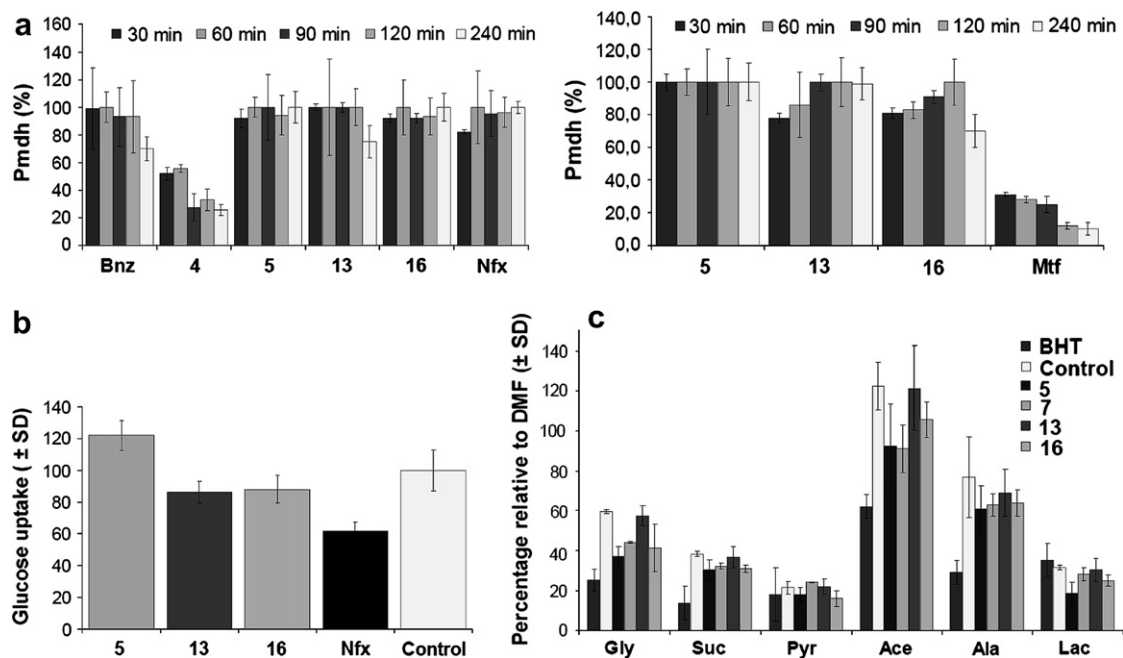 a
30 min 60 min 90 min 120 min 240 min
Pmdh (%)
160
140
120
100
80
60
40
20
0
Bnz 4 5 13 16 Nfx
30 min 60 min 90 min 120 min 240 min
Pmdh (%)
140,0
120,0
100,0
80,0
60,0
40,0
20,0
0,0
5 13 16 Mtf
b
Glucose uptake ( ± SD)
140
120
100
80
60
40
20
0
5 13 16 Nfx Control
c
Percentage relative to DMF (± SD)
140
120
100
80
60
40
20
0
BHT
Control
5
7
13
16
Gly Suc Pyr Ace Ala Lac